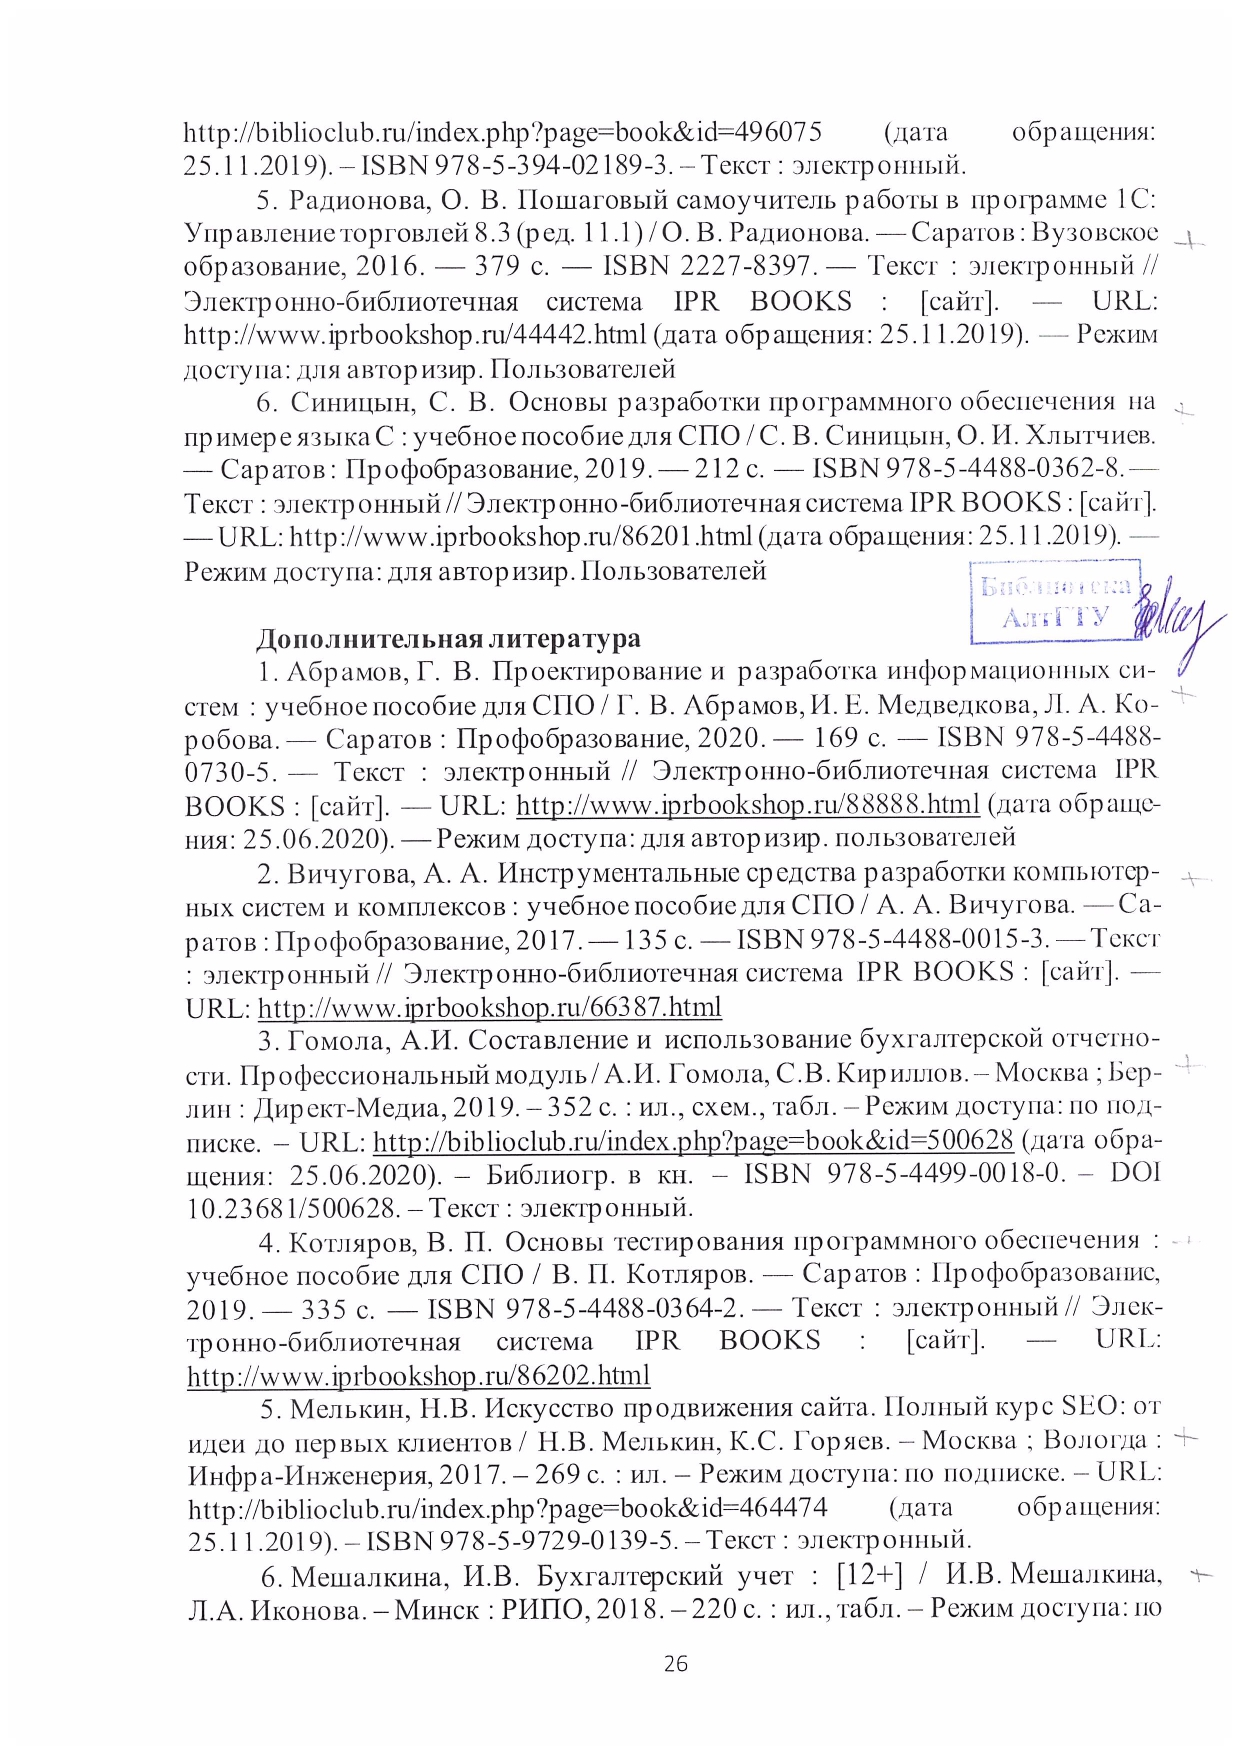 http://biblioclub.ru/index.php?page=book&id=496075 (дата обращения:
25.11.2019). – ISBN 978-5-394-02189-3. – Текст : электронный.
5. Радионова, О. В. Пошаговый самоучитель работы в программе 1С:
Управление торговлей 8.3 (ред. 11.1) / О. В. Радионова. — Саратов : Вузовское
образование, 2016. — 379 с. — ISBN 2227-8397. — Текст : электронный //
Электронно-библиотечная система IPR BOOKS : [сайт]. — URL:
http://www.iprbookshop.ru/44442.html (дата обращения: 25.11.2019). — Режим
доступа: для авторизир. Пользователей
6. Синицын, С. В. Основы разработки программного обеспечения на
примере языка С : учебное пособие для СПО / С. В. Синицын, О. И. Хлытчиев.
— Саратов : Профобразование, 2019. — 212 с. — ISBN 978-5-4488-0362-8. —
Текст : электронный // Электронно-библиотечная система IPR BOOKS : [сайт].
— URL: http://www.iprbookshop.ru/86201.html (дата обращения: 25.11.2019). —
Режим доступа: для авторизир. Пользователей
Библиотека
АлтГТУ
Дополнительная литература
1. Абрамов, Г. В. Проектирование и разработка информационных си-
стем : учебное пособие для СПО / Г. В. Абрамов, И. Е. Медведкова, Л. А. Ко-
робова. — Саратов : Профобразование, 2020. — 169 с. — ISBN 978-5-4488-
0730-5. — Текст : электронный // Электронно-библиотечная система IPR
BOOKS : [сайт]. — URL: http://www.iprbookshop.ru/88888.html (дата обраще-
ния: 25.06.2020). — Режим доступа: для авторизир. пользователей
2. Вичугова, А. А. Инструментальные средства разработки компьютер-
ных систем и комплексов : учебное пособие для СПО / А. А. Вичугова. — Са-
ратов : Профобразование, 2017. — 135 с. — ISBN 978-5-4488-0015-3. — Текст
: электронный // Электронно-библиотечная система IPR BOOKS : [сайт]. —
URL: http://www.iprbookshop.ru/66387.html
3. Гомола, А.И. Составление и использование бухгалтерской отчетно-
сти. Профессиональный модуль / А.И. Гомола, С.В. Кириллов. – Москва ; Бер-
лин : Директ-Медиа, 2019. – 352 с. : ил., схем., табл. – Режим доступа: по под-
писке. – URL: http://biblioclub.ru/index.php?page=book&id=500628 (дата обра-
щения: 25.06.2020). – Библиогр. в кн. – ISBN 978-5-4499-0018-0. – DOI
10.23681/500628. – Текст : электронный.
4. Котляров, В. П. Основы тестирования программного обеспечения :
учебное пособие для СПО / В. П. Котляров. — Саратов : Профобразование,
2019. — 335 с. — ISBN 978-5-4488-0364-2. — Текст : электронный // Элек-
тронно-библиотечная система IPR BOOKS : [сайт]. — URL:
http://www.iprbookshop.ru/86202.html
5. Мелькин, Н.В. Искусство продвижения сайта. Полный курс SEO: от
идеи до первых клиентов / Н.В. Мелькин, К.С. Горяев. – Москва ; Вологда :
Инфра-Инженерия, 2017. – 269 с. : ил. – Режим доступа: по подписке. – URL:
http://biblioclub.ru/index.php?page=book&id=464474 (дата обращения:
25.11.2019). – ISBN 978-5-9729-0139-5. – Текст : электронный.
6. Мешалкина, И.В. Бухгалтерский учет : [12+] / И.В. Мешалкина,
Л.А. Иконова. – Минск : РИПО, 2018. – 220 с. : ил., табл. – Режим доступа: по
26